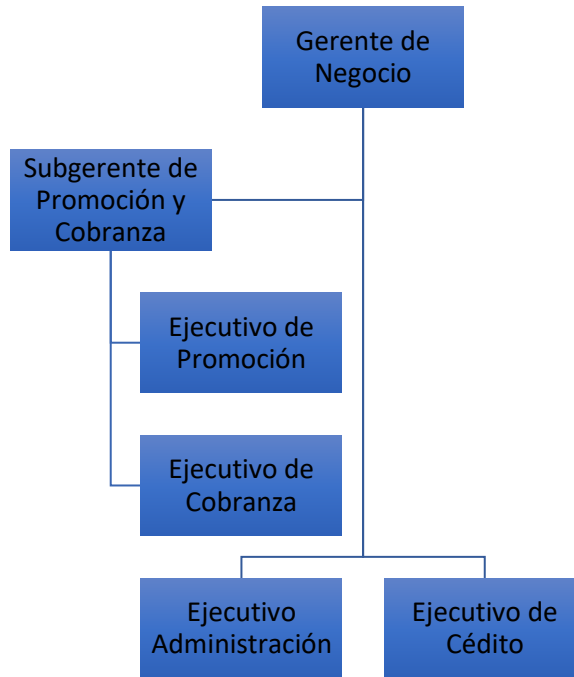 Gerente de
Negocio
Subgerente de
Promoción y
Cobranza
Ejecutivo de
Promoción
Ejecutivo de
Cobranza
Ejecutivo
Administración
Ejecutivo de
Cédito